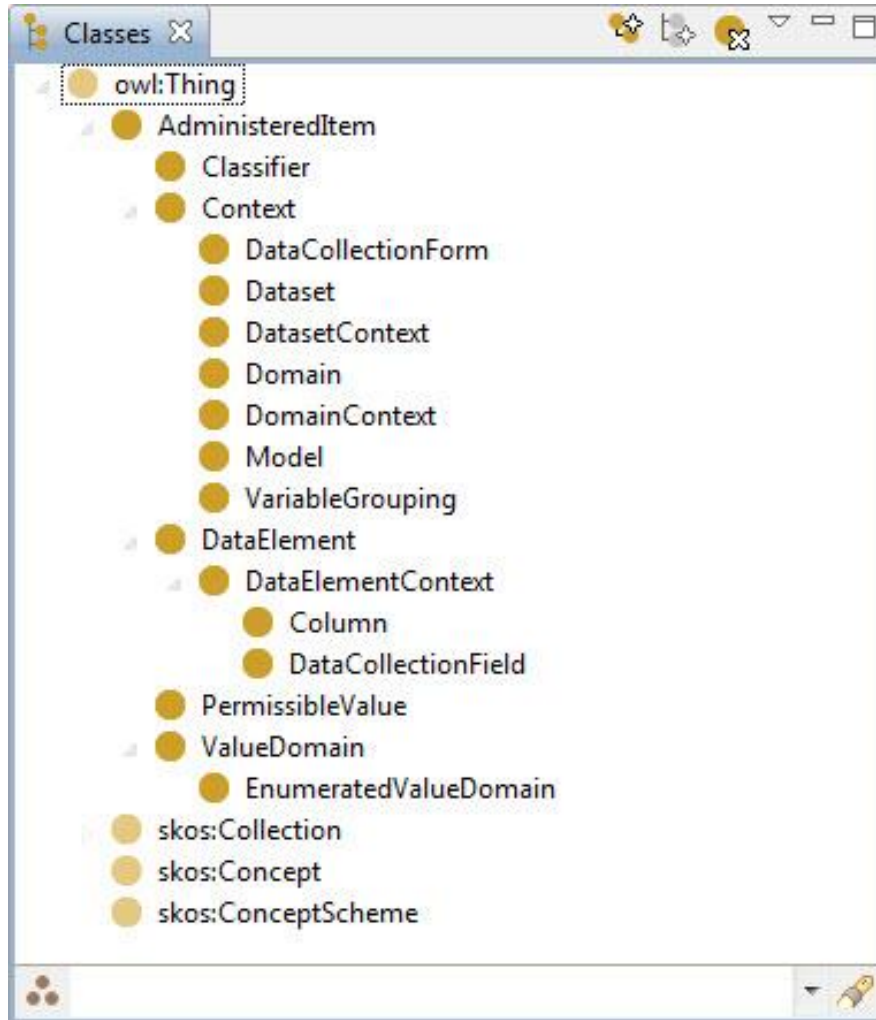 Classes
owl:Thing
AdministeredItem
Classifier
Context
DataCollectionForm
Dataset
DatasetContext
Domain
DomainContext
Model
VariableGrouping
DataElement
DataElementContext
Column
DataCollectionField
PermissibleValue
ValueDomain
EnumeratedValueDomain
skos:Collection
skos:Concept
skos:ConceptScheme